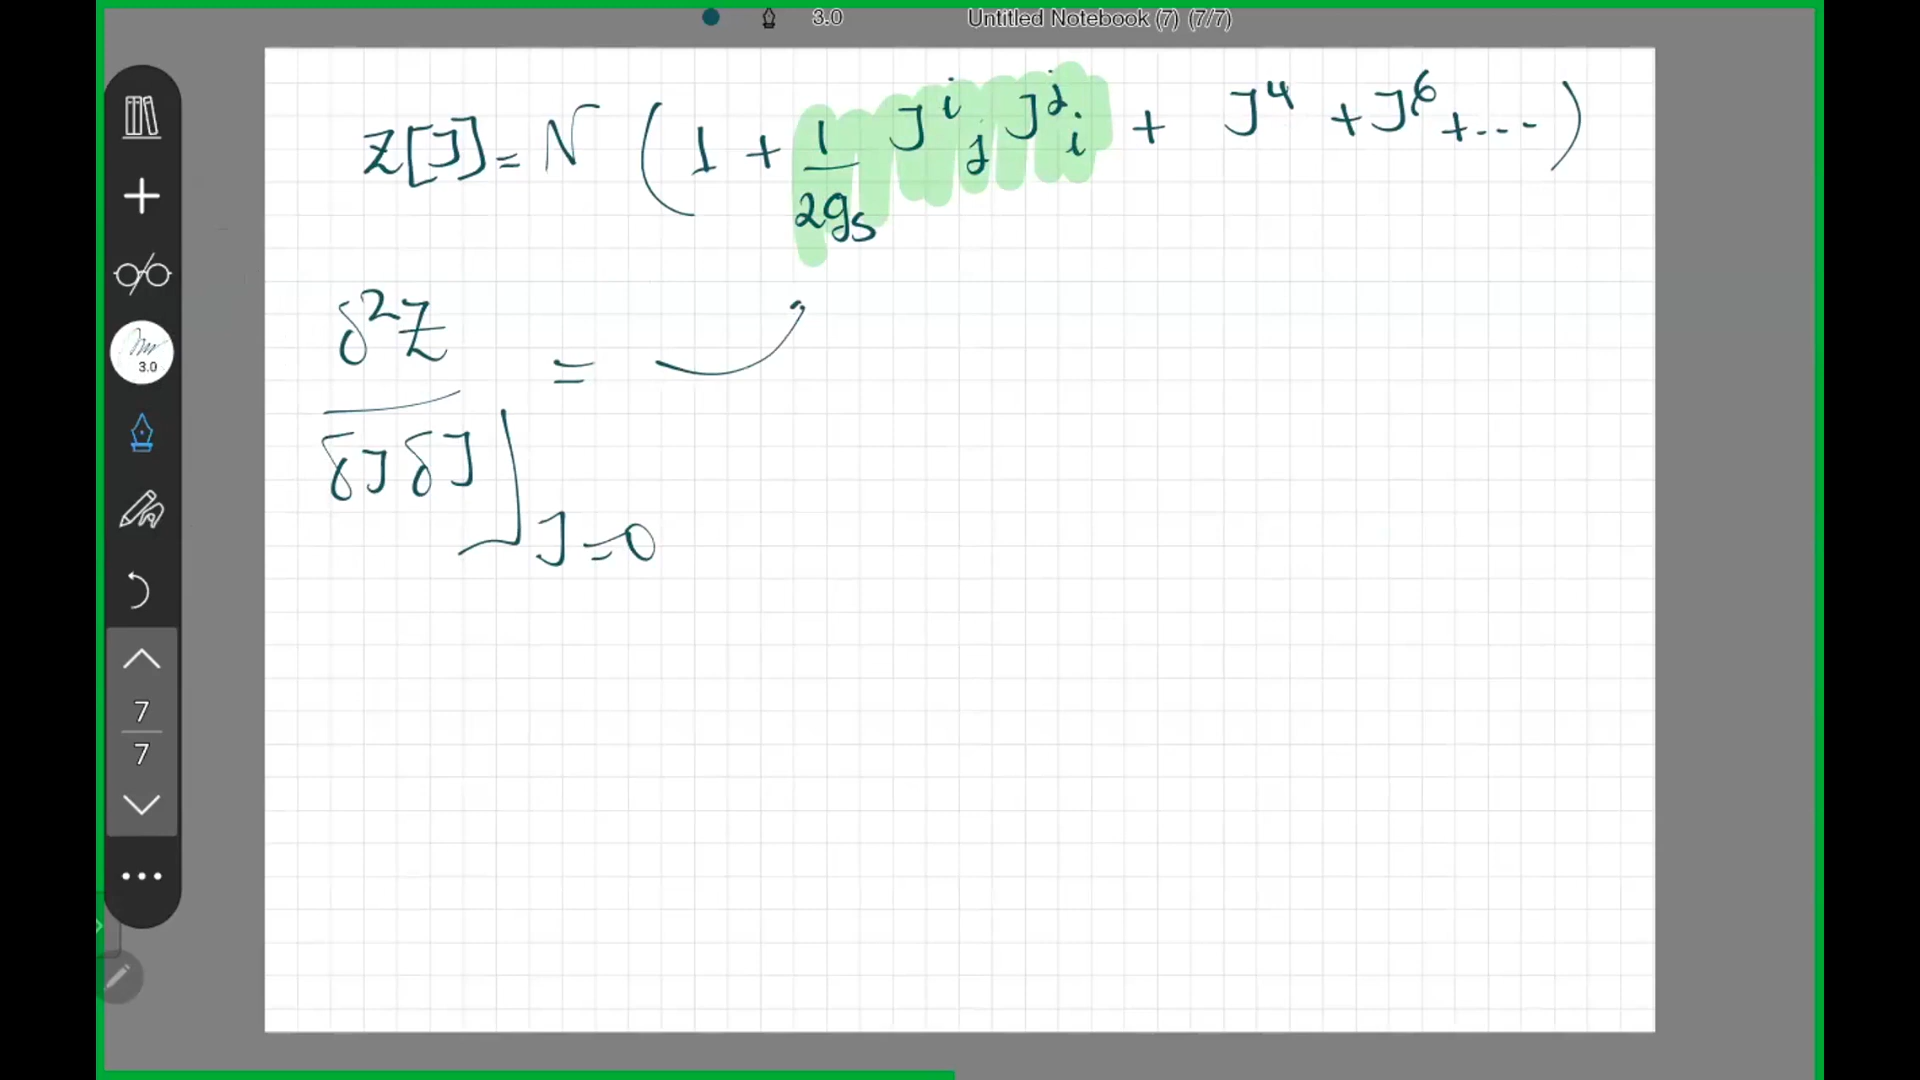 3.0 Untitled Notebook (7) (7/7)
Z[J] = N ( 1 + 1/2g_s J^i_j J^j_i + J^4 + J^6 + ... )
δ²Z / δJ δJ |_{J=0} =
3.0
7
7